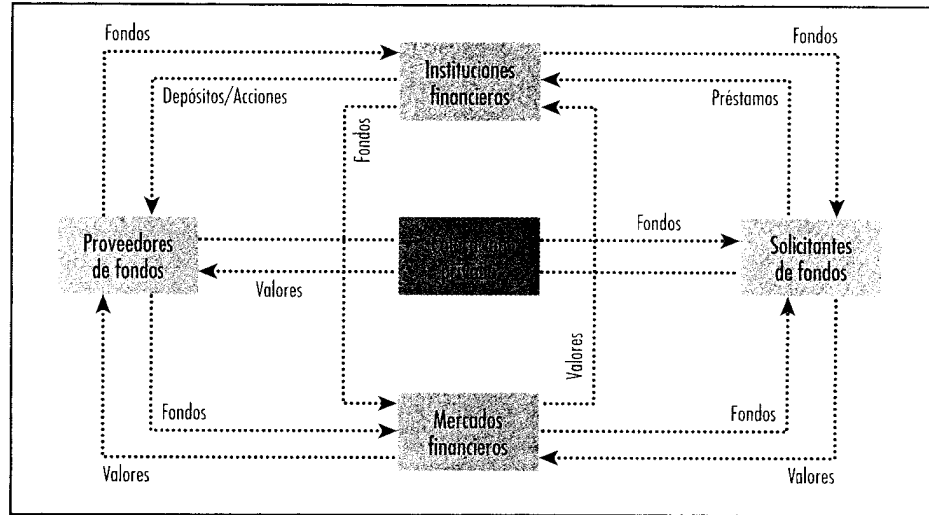 Fondos
Fondos
Instituciones
financieras
Depósitos/Acciones
Préstamos
Fondos
Proveedores
de fondos
Fondos
Solicitantes
de fondos
Valores
Valores
Fondos
Mercados
financieros
Fondos
Valores
Valores